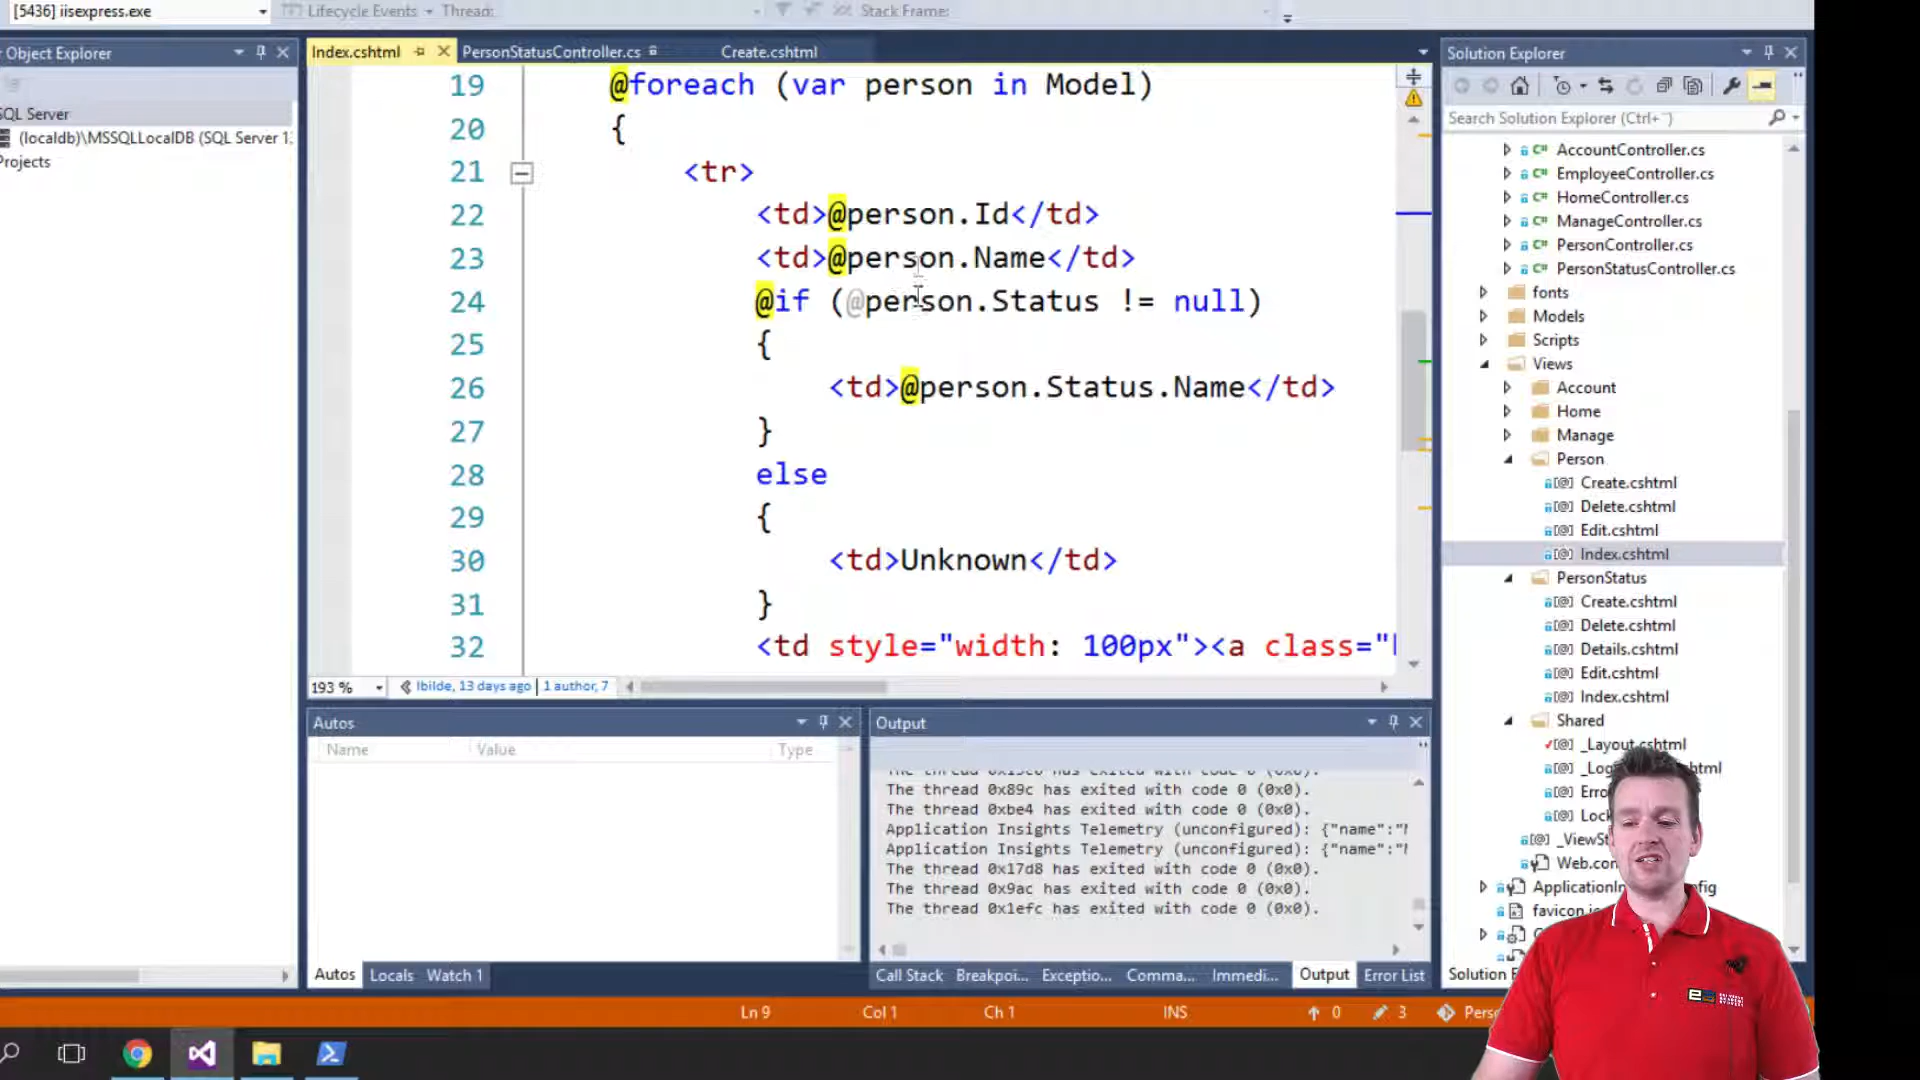 [5436] iisexpress.exe
Lifecycle Events
Thread:
Stack Frame:
Object Explorer
SQL Server
(localdb)\MSSQLLocalDB (SQL Server 1
Projects
Index.cshtml
PersonStatusController.cs
Create.cshtml
19 @foreach (var person in Model)
20 {
21 <tr>
22 <td>@person.Id</td>
23 <td>@person.Name</td>
24 @if (@person.Status != null)
25 {
26 <td>@person.Status.Name</td>
27 }
28 else
29 {
30 <td>Unknown</td>
31 }
32 <td style="width: 100px"><a class="
193 %
lbilde, 13 days ago | 1 author, 7
Autos
Name Value Type
Autos Locals Watch 1
Output
The thread 0x89c has exited with code 0 (0x0).
The thread 0xbe4 has exited with code 0 (0x0).
Application Insights Telemetry (unconfigured): {"name":"
Application Insights Telemetry (unconfigured): {"name":"
The thread 0x17d8 has exited with code 0 (0x0).
The thread 0x9ac has exited with code 0 (0x0).
The thread 0x1efc has exited with code 0 (0x0).
Call Stack Breakpoi... Exceptio... Comma... Immedi... Output Error List
Solution Explorer
Search Solution Explorer (Ctrl+¨)
AccountController.cs
EmployeeController.cs
HomeController.cs
ManageController.cs
PersonController.cs
PersonStatusController.cs
fonts
Models
Scripts
Views
Account
Home
Manage
Person
Create.cshtml
Delete.cshtml
Edit.cshtml
Index.cshtml
PersonStatus
Create.cshtml
Delete.cshtml
Details.cshtml
Edit.cshtml
Index.cshtml
Shared
_Layout.cshtml
Solution E
Ln 9 Col 1 Ch 1 INS 0 3